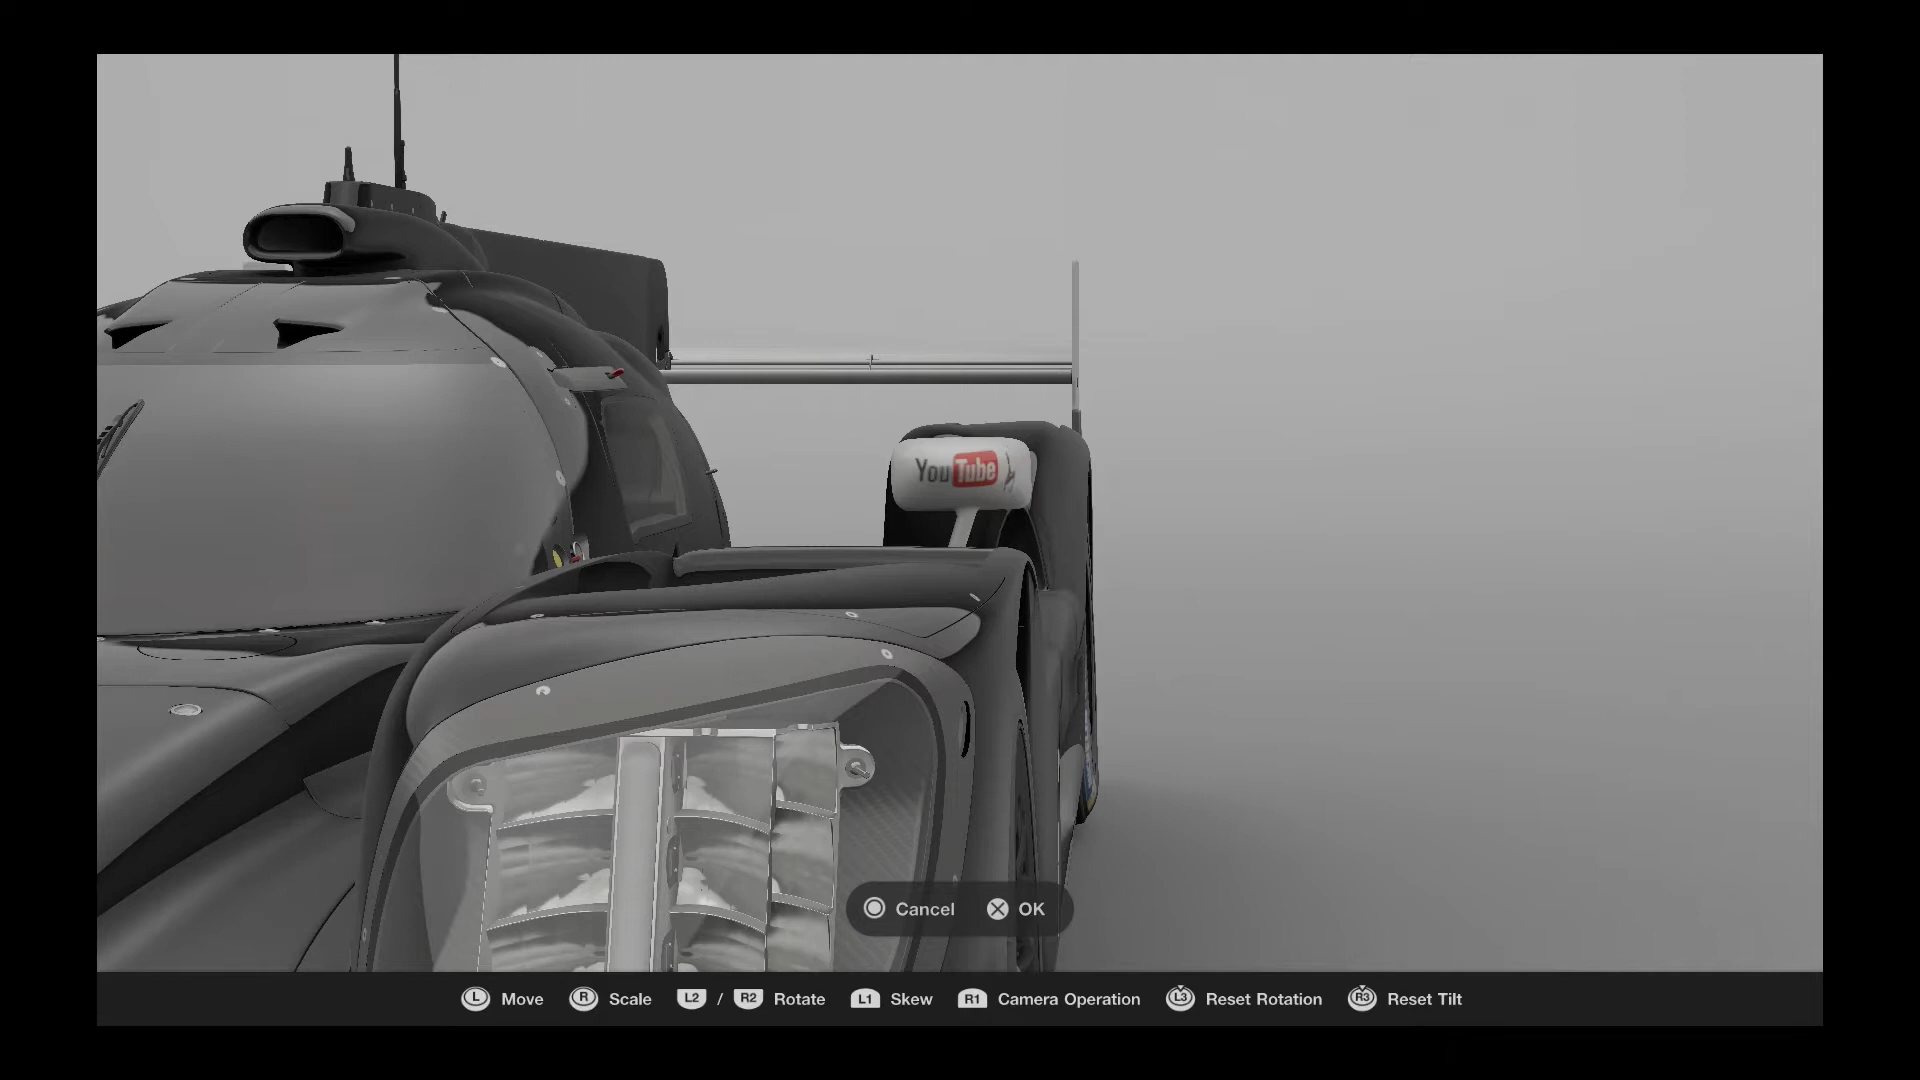 YouTube
Cancel OK
L Move R Scale L2 / R2 Rotate L1 Skew R1 Camera Operation L3 Reset Rotation R3 Reset Tilt